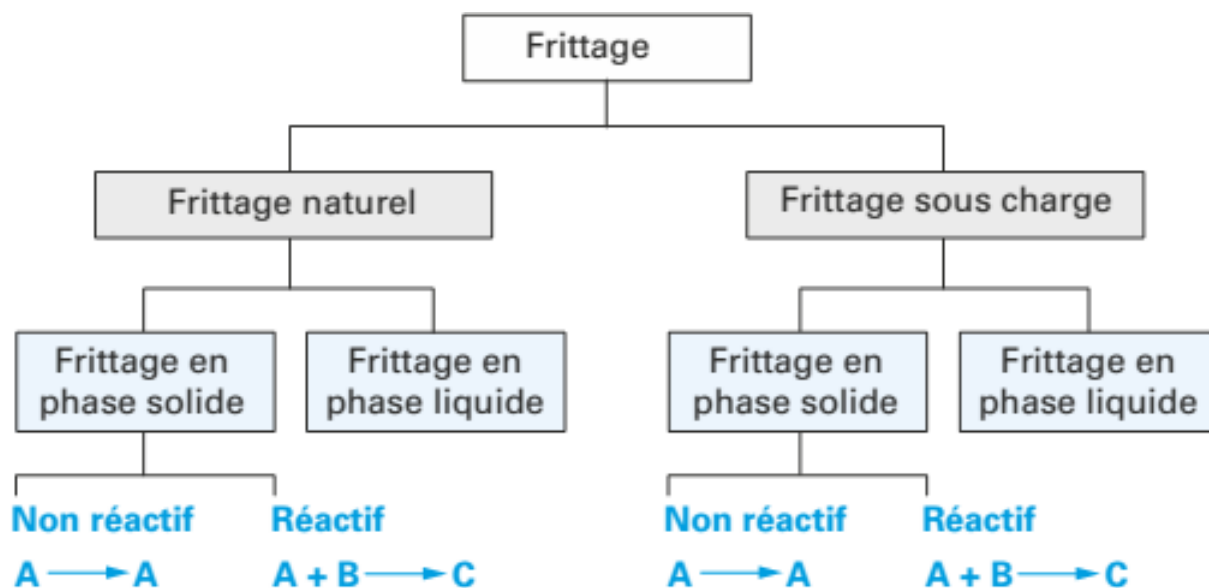 Frittage
Frittage naturel
Frittage sous charge
Frittage en
phase solide
Frittage en
phase liquide
Frittage en
phase solide
Frittage en
phase liquide
Non réactif
Réactif
Non réactif
Réactif
A → A
A + B → C
A → A
A + B → C